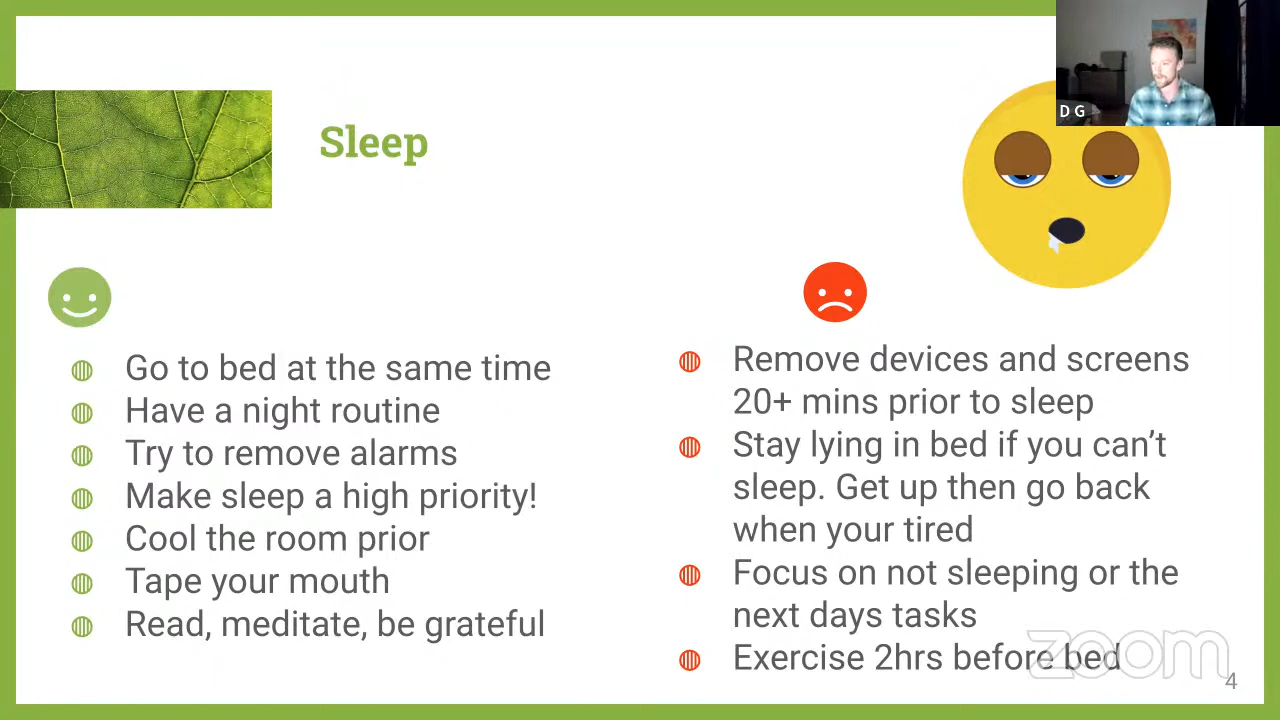 D G
Sleep
Go to bed at the same time
Have a night routine
Try to remove alarms
Make sleep a high priority!
Cool the room prior
Tape your mouth
Read, meditate, be grateful
Remove devices and screens
20+ mins prior to sleep
Stay lying in bed if you can’t
sleep. Get up then go back
when your tired
Focus on not sleeping or the
next days tasks
Exercise 2hrs before bed
zoom
4